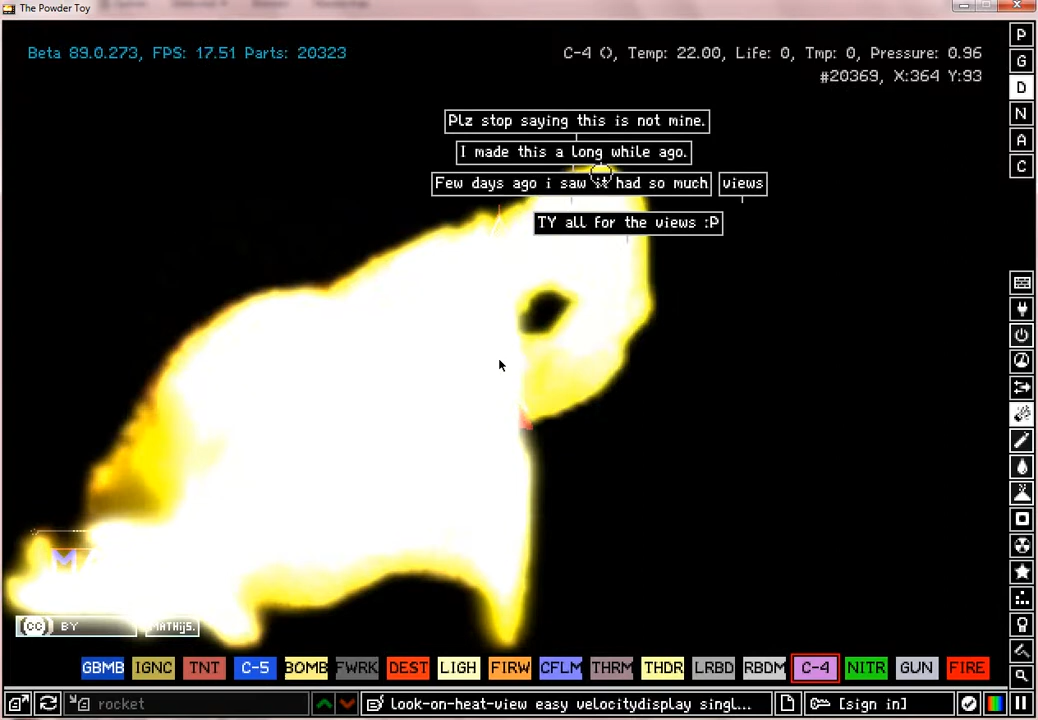 The Powder Toy
Beta 89.0.273, FPS: 17.51 Parts: 20323
C-4 (), Temp: 22.00, Life: 0, Tmp: 0, Pressure: 0.96
#20369, X:364 Y:93
P
G
D
N
A
C
Plz stop saying this is not mine.
I made this a long while ago.
Few days ago i saw it had so much
views
TY all for the views :P
(CC) BY
MATHijS.
GBMB IGNC TNT C-5 BOMB FWRK DEST LIGH FIRW CFLM THRM THDR LRBD RBDM C-4 NITR GUN FIRE
rocket
look-on-heat-view easy velocitydisplay singl...
[sign in]